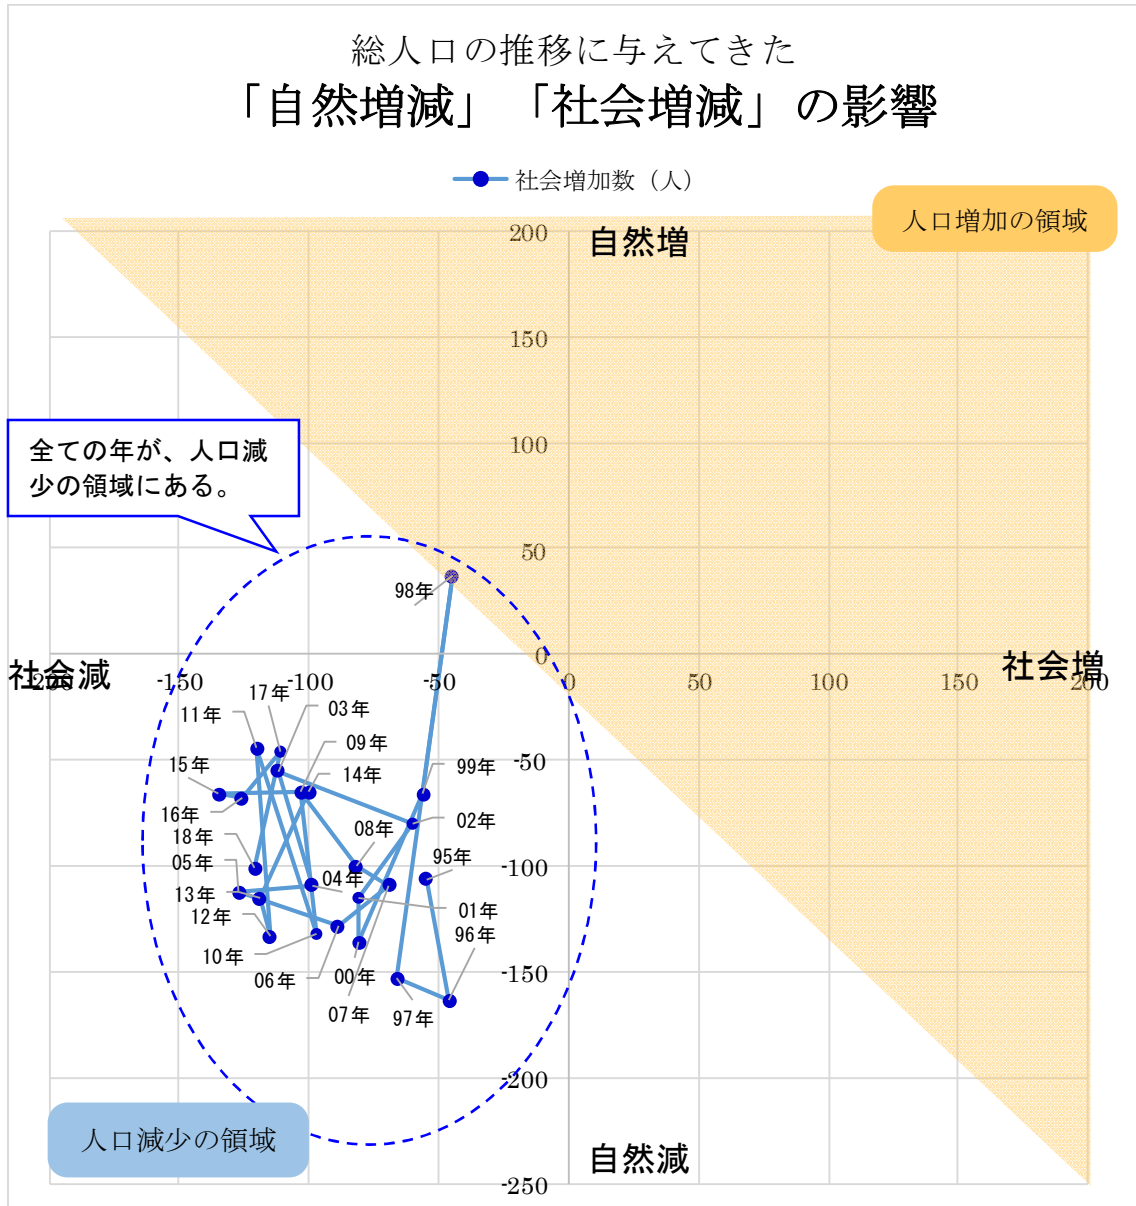 総人口の推移に与えてきた
「自然増減」「社会増減」の影響
社会増加数（人）
人口増加の領域
200
自然増
150
100
全ての年が、人口減
少の領域にある。
50
98年
0
社会減
社会増
-200
-150
-100
-50
0
50
100
150
200
17年
11年
03年
09年
15年
14年
-50
99年
16年
02年
18年
08年
05年
-100
95年
04年
13年
01年
12年
96年
10年
06年
00年
-150
07年
97年
-200
人口減少の領域
自然減
-250